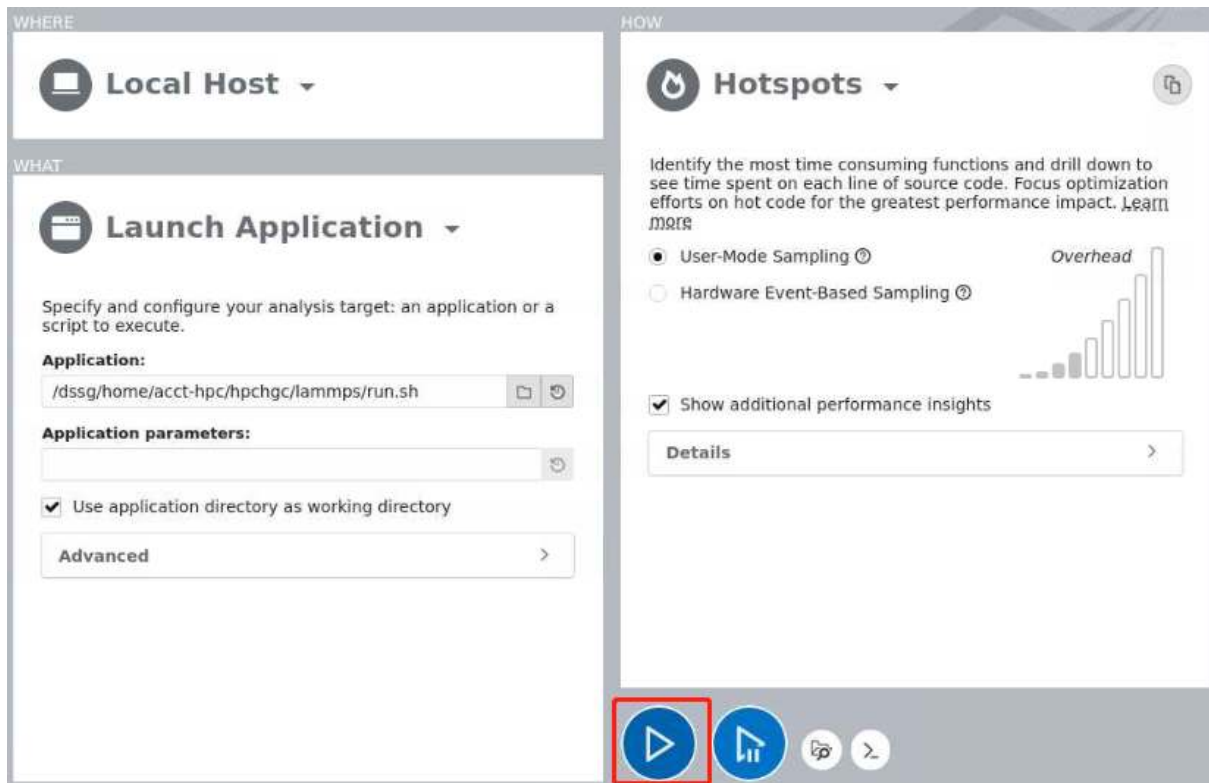 WHERE
Local Host
WHAT
Launch Application
Specify and configure your analysis target: an application or a
script to execute.
Application:
/dssg/home/acct-hpc/hpchgc/lammps/run.sh
Application parameters:
Use application directory as working directory
Advanced
HOW
Hotspots
Identify the most time consuming functions and drill down to
see time spent on each line of source code. Focus optimization
efforts on hot code for the greatest performance impact. Learn
more
User-Mode Sampling
Overhead
Hardware Event-Based Sampling
Show additional performance insights
Details